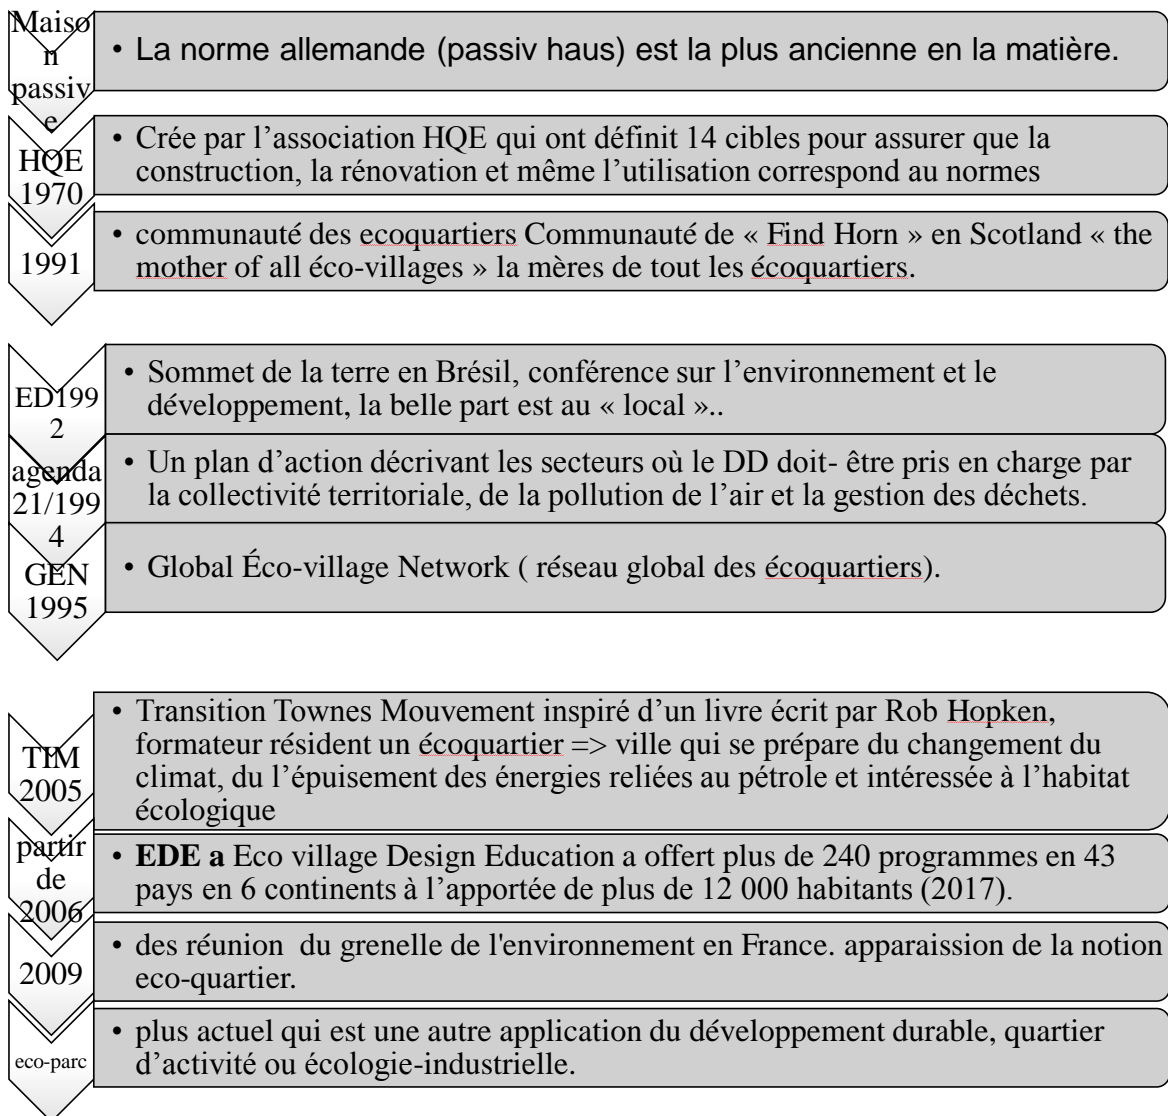 Maiso
n
passiv
e
• La norme allemande (passiv haus) est la plus ancienne en la matière.
HQE
1970
• Crée par l’association HQE qui ont définit 14 cibles pour assurer que la
construction, la rénovation et même l’utilisation correspond au normes
1991
• communauté des ecoquartiers Communauté de « Find Horn » en Scotland « the
mother of all éco-villages » la mères de tout les écoquartiers.
ED199
2
• Sommet de la terre en Brésil, conférence sur l’environnement et le
développement, la belle part est au « local »..
agenda
21/199
4
• Un plan d’action décrivant les secteurs où le DD doit- être pris en charge par
la collectivité territoriale, de la pollution de l’air et la gestion des déchets.
GEN
1995
• Global Éco-village Network ( réseau global des écoquartiers).
TIM
2005
• Transition Townes Mouvement inspiré d’un livre écrit par Rob Hopken,
formateur résident un écoquartier => ville qui se prépare du changement du
climat, du l’épuisement des énergies reliées au pétrole et intéressée à l’habitat
écologique
partir
de
2006
• EDE a Eco village Design Education a offert plus de 240 programmes en 43
pays en 6 continents à l’apportée de plus de 12 000 habitants (2017).
2009
• des réunion du grenelle de l'environnement en France. apparaission de la notion
eco-quartier.
eco-parc
• plus actuel qui est une autre application du développement durable, quartier
d’activité ou écologie-industrielle.